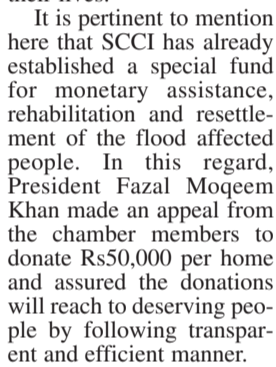 It is pertinent to mention
here that SCCI has already
established a special fund
for monetary assistance,
rehabilitation and resettle-
ment of the flood affected
people. In this regard,
President Fazal Moqeem
Khan made an appeal from
the chamber members to
donate Rs50,000 per home
and assured the donations
will reach to deserving peo-
ple by following transpar-
ent and efficient manner.